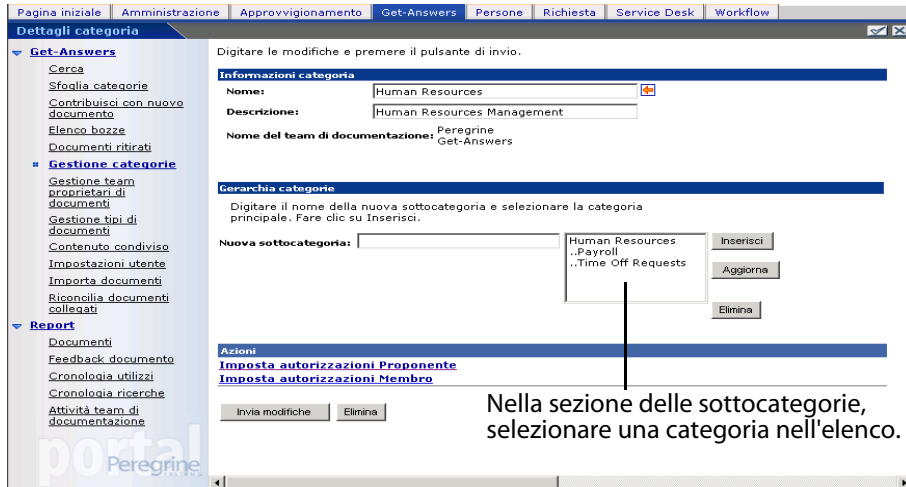 Pagina iniziale Amministrazione Approvvigionamento Get-Answers Persone Richiesta Service Desk Workflow
Dettagli categoria
Get-Answers
Cerca
Sfoglia categorie
Contribuisci con nuovo
documento
Elenco bozze
Documenti ritirati
Gestione categorie
Gestione team
proprietari di
documenti
Gestione tipi di
documenti
Contenuto condiviso
Impostazioni utente
Importa documenti
Riconcilia documenti
collegati
Report
Documenti
Feedback documento
Cronologia utilizzi
Cronologia ricerche
Attività team di
documentazione
portal
Peregrine
Digitare le modifiche e premere il pulsante di invio.
Informazioni categoria
Nome: Human Resources
Descrizione: Human Resources Management
Nome del team di documentazione: Peregrine
Get-Answers
Gerarchia categorie
Digitare il nome della nuova sottocategoria e selezionare la categoria
principale. Fare clic su Inserisci.
Nuova sottocategoria:
Human Resources
..Payroll
..Time Off Requests
Inserisci
Aggiorna
Elimina
Azioni
Imposta autorizzazioni Proponente
Imposta autorizzazioni Membro
Invia modifiche Elimina
Nella sezione delle sottocategorie,
selezionare una categoria nell'elenco.